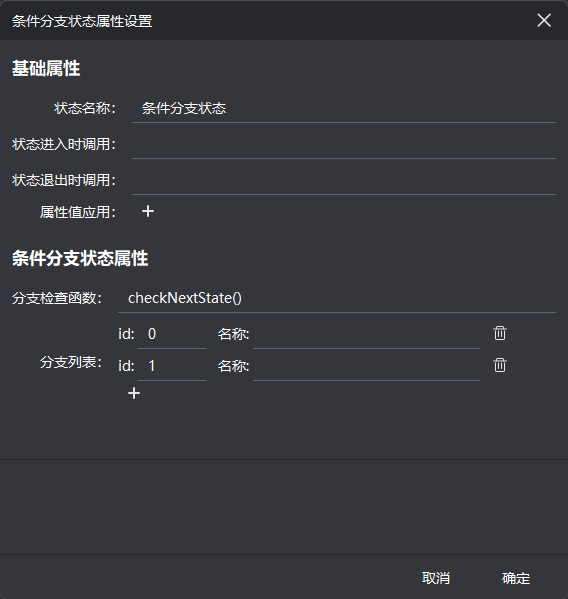 条件分支状态属性设置
基础属性
状态名称: 条件分支状态
状态进入时调用:
状态退出时调用:
属性值应用: +
条件分支状态属性
分支检查函数: checkNextState()
id: 0 名称:
分支列表:
id: 1 名称:
+
取消 确定